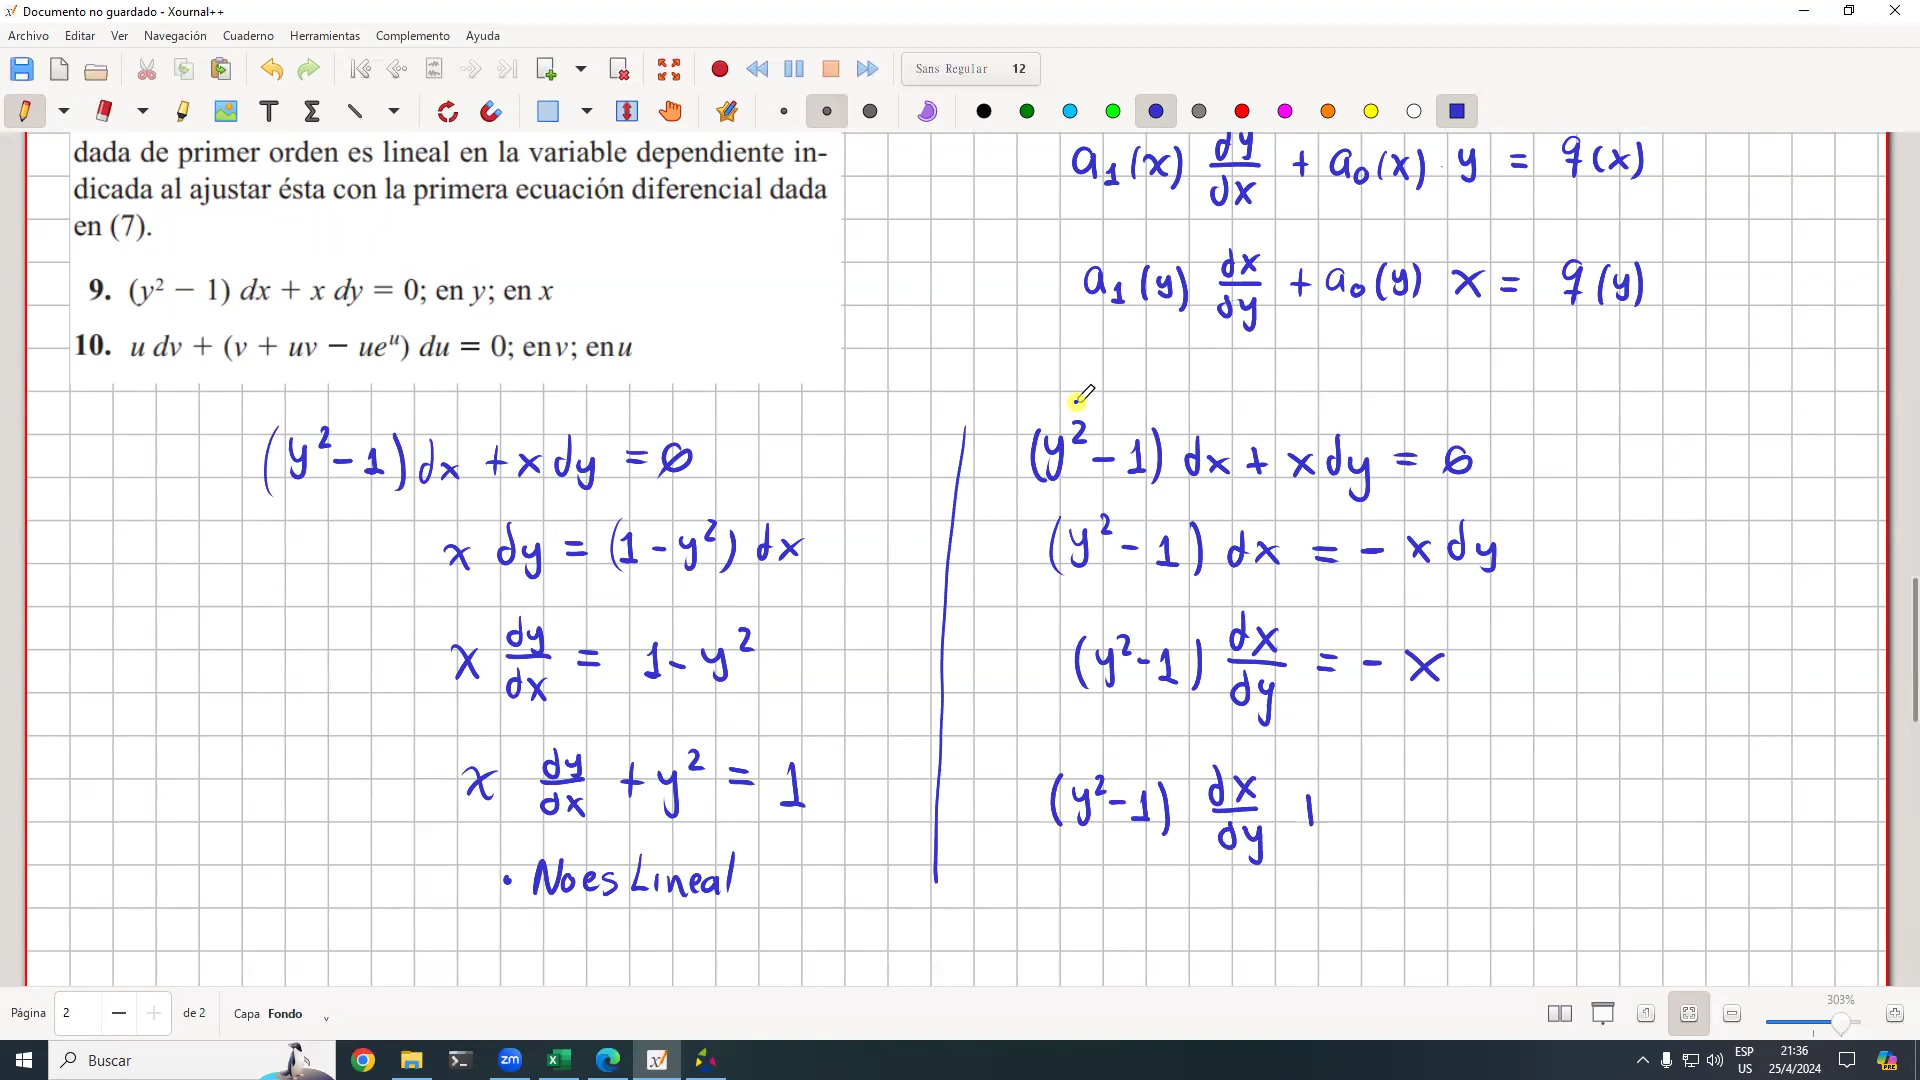 Documento no guardado - Xournal++
Archivo Editar Ver Navegación Cuaderno Herramientas Complemento Ayuda
Sans Regular 12
dada de primer orden es lineal en la variable dependiente in-
dicada al ajustar ésta con la primera ecuación diferencial dada
en (7).
9. (y² − 1) dx + x dy = 0; en y; en x
10. u dv + (v + uv − ueᵘ) du = 0; en v; en u
a₁(x) dy/dx + a₀(x) · y = q(x)
a₁(y) dx/dy + a₀(y) x = q(y)
(y² - 1) dx + x dy = 0
x dy = (1 - y²) dx
x dy/dx = 1 - y²
x dy/dx + y² = 1
• No es Lineal
(y² - 1) dx + x dy = 0
(y² - 1) dx = - x dy
(y² - 1) dx/dy = - x
(y² - 1) dx/dy
Página 2 de 2 Capa Fondo
303%
Buscar
ESP
US
21:36
25/4/2024